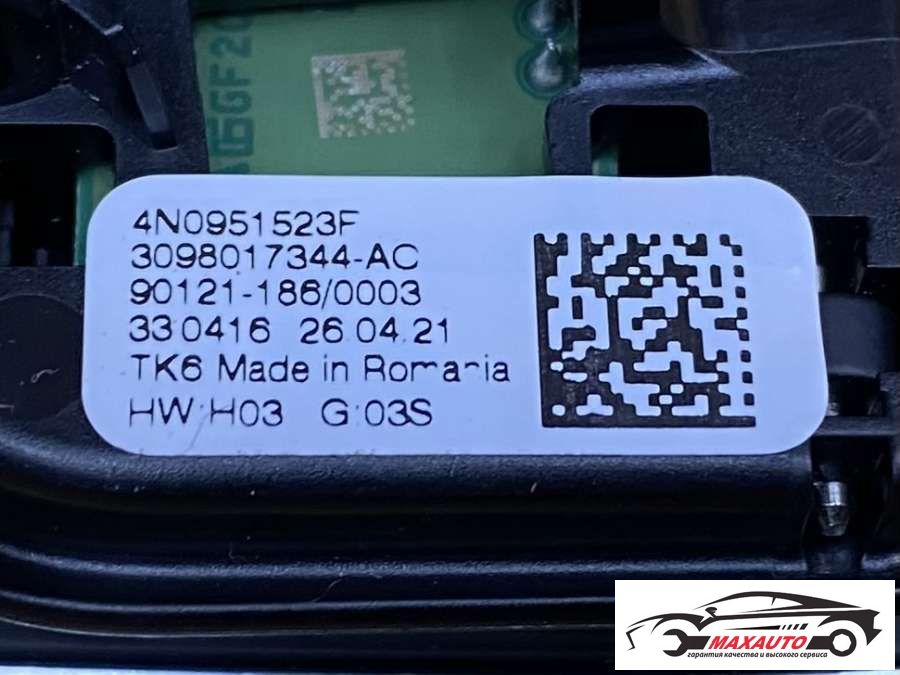 4N0951523F
3098017344-AC
90121-186/0003
330416 26.04.21
TK6 Made in Romania
HW:H03 G:03S
MAXAUTO
гарантия качества и высокого сервиса